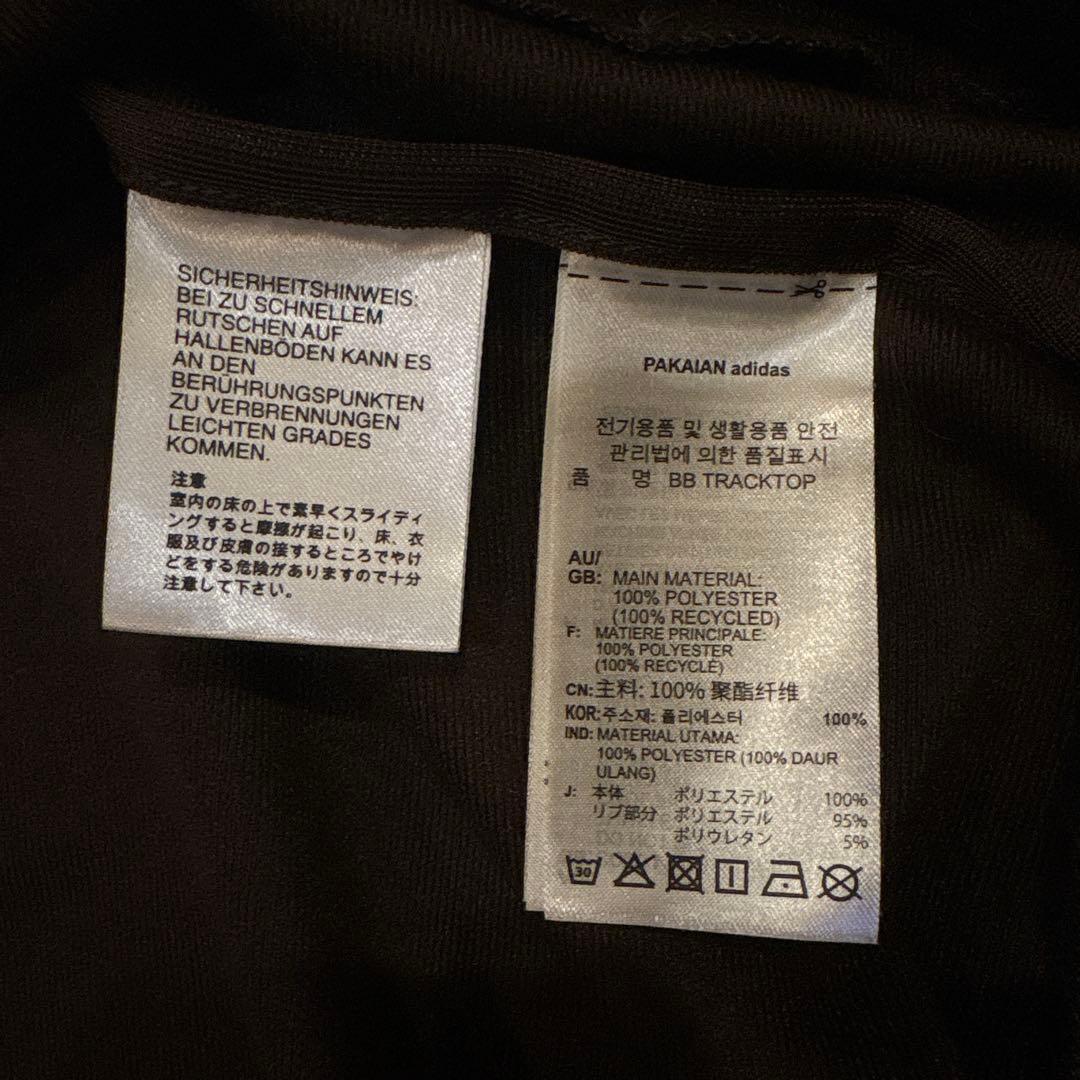 SICHERHEITSHINWEIS:
BEI ZU SCHNELLEM
RUTSCHEN AUF
HALLENBÖDEN KANN ES
AN DEN
BERÜHRUNGSPUNKTEN
ZU VERBRENNUNGEN
LEICHTEN GRADES
KOMMEN.
注意
室内の床の上で素早くスライディ
ングすると摩擦が起こり、床、衣
服及び皮膚の接するところでやけ
どをする危険がありますので十分
注意して下さい。
PAKAIAN adidas
전기용품 및 생활용품 안전
관리법에 의한 품질표시
품 명 BB TRACKTOP
AU/
GB: MAIN MATERIAL:
100% POLYESTER
(100% RECYCLED)
F: MATIERE PRINCIPALE:
100% POLYESTER
(100% RECYCLÉ)
CN: 主料: 100% 聚酯纤维
KOR: 주소재: 폴리에스터 100%
IND: MATERIAL UTAMA:
100% POLYESTER (100% DAUR
ULANG)
J: 本体 ポリエステル 100%
リブ部分 ポリエステル 95%
ポリウレタン 5%
30